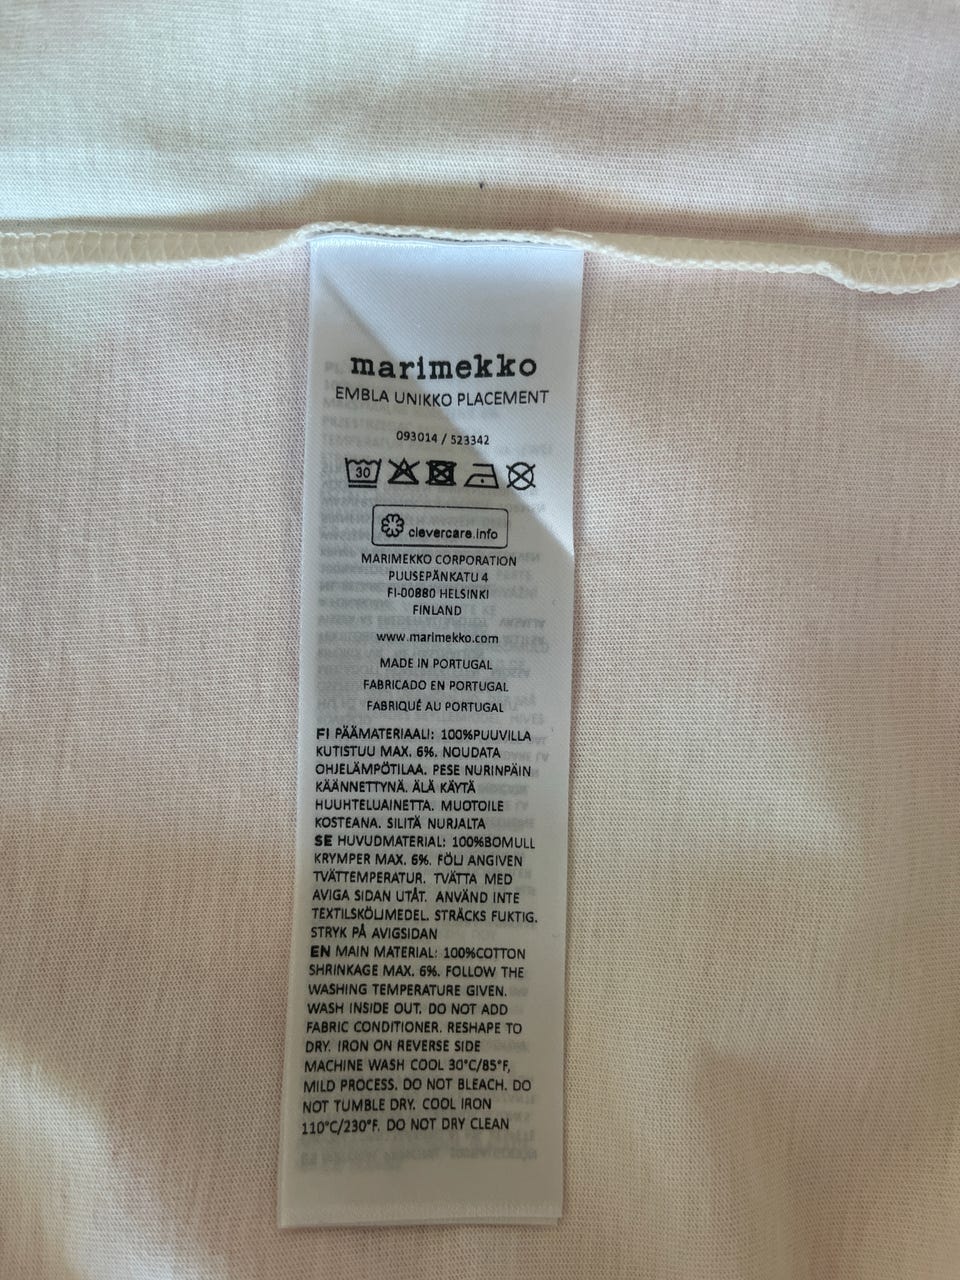 marimekko
EMBLA UNIKKO PLACEMENT
093014 / 523342
30
clevercare.info
MARIMEKKO CORPORATION
PUUSEPÄNKATU 4
FI-00880 HELSINKI
FINLAND
www.marimekko.com
MADE IN PORTUGAL
FABRICADO EN PORTUGAL
FABRIQUÉ AU PORTUGAL
FI PÄÄMATERIAALI: 100%PUUVILLA
KUTISTUU MAX. 6%. NOUDATA
OHJELÄMPÖTILAA. PESE NURINPÄIN
KÄÄNNETTYNÄ. ÄLÄ KÄYTÄ
HUUHTELUAINETTA. MUOTOILE
KOSTEANA. SILITÄ NURJALTA
SE HUVUDMATERIAL: 100%BOMULL
KRYMPER MAX. 6%. FÖLJ ANGIVEN
TVÄTTEMPERATUR. TVÄTTA MED
AVIGA SIDAN UTÅT. ANVÄND INTE
TEXTILSKÖLJMEDEL. STRÄCKS FUKTIG.
STRYK PÅ AVIGSIDAN
EN MAIN MATERIAL: 100%COTTON
SHRINKAGE MAX. 6%. FOLLOW THE
WASHING TEMPERATURE GIVEN.
WASH INSIDE OUT. DO NOT ADD
FABRIC CONDITIONER. RESHAPE TO
DRY. IRON ON REVERSE SIDE
MACHINE WASH COOL 30°C/85°F,
MILD PROCESS. DO NOT BLEACH. DO
NOT TUMBLE DRY. COOL IRON
110°C/230°F. DO NOT DRY CLEAN